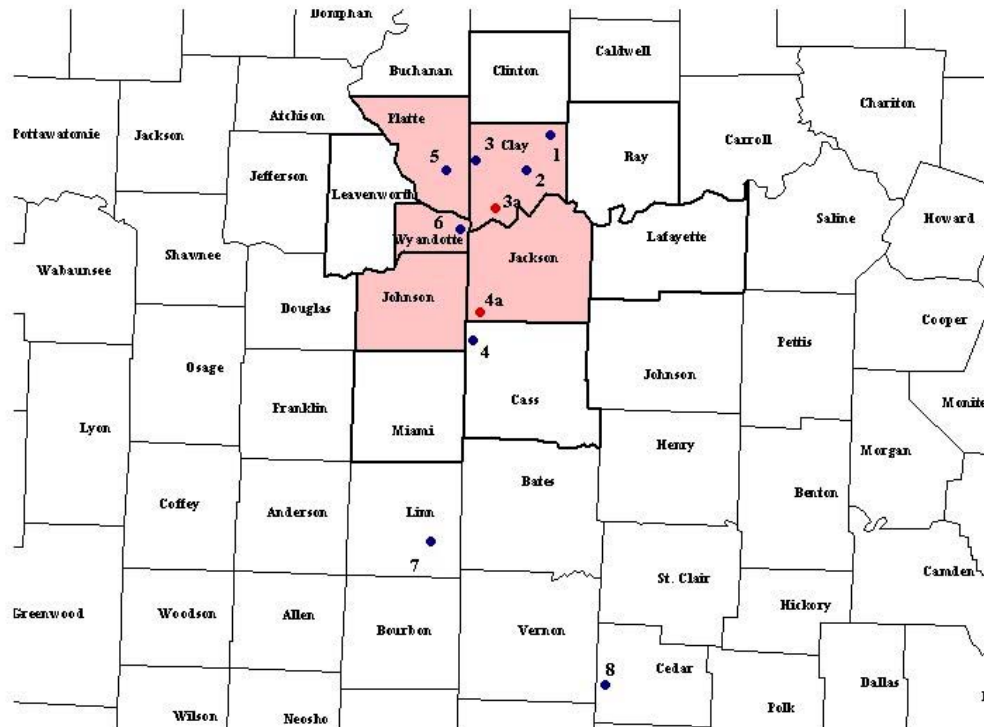 Doniphan
Caldwell
Buchanan
Clinton
Chariton
Platte
Atchison
Pottawatomie
Jackson
Carroll
3
Clay
1
5
Ray
2
Jefferson
Leavenworth
3a
Saline
Howard
6
Wyandotte
Lafayette
Shawnee
Jackson
Wabaunsee
Johnson
4a
Douglas
Cooper
4
Pettis
Osage
Johnson
Cass
Franklin
Monite
Lyon
Miami
Henry
Morgan
Bates
Benton
Coffey
Anderson
Linn
7
St. Clair
Camden
Hickory
Greenwood
Woodson
Allen
Bourbon
Vernon
8
Cedar
Dallas
Polk
Wilson
Neosho